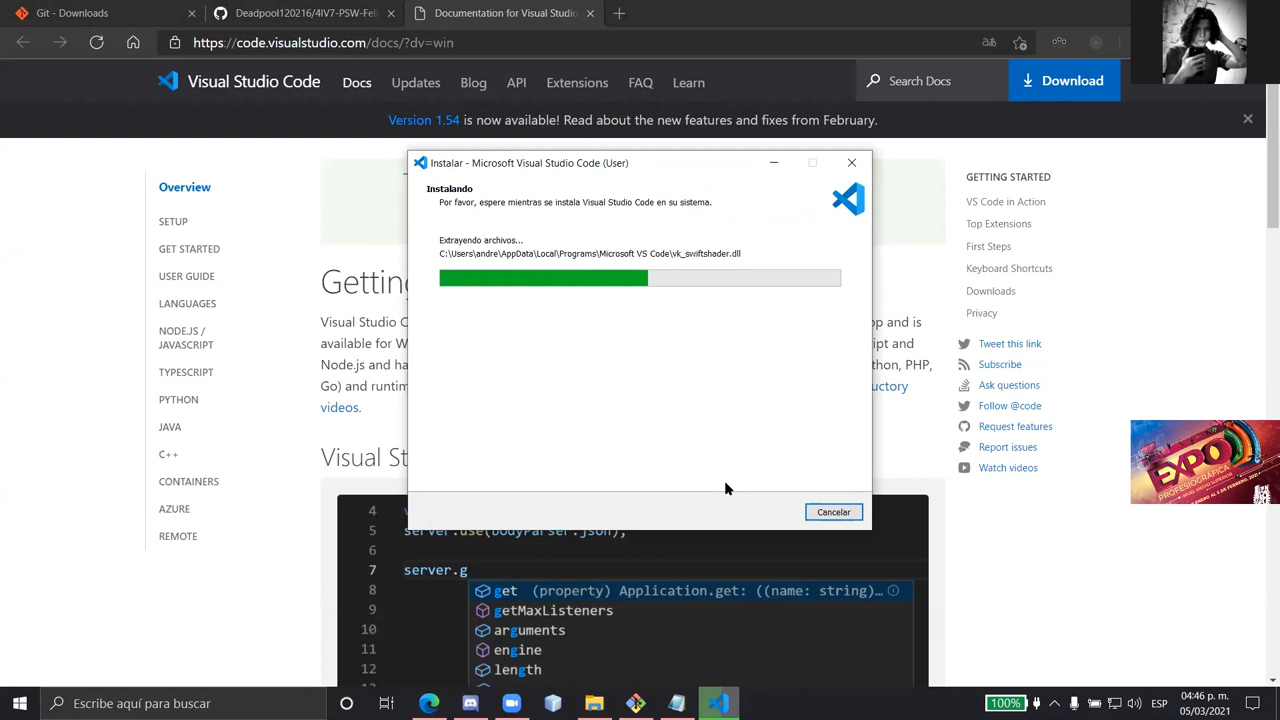 Git - Downloads
Deadpool120216/4IV7-PSW-Fel
Documentation for Visual Studio
https://code.visualstudio.com/docs/?dv=win
Visual Studio Code
Docs
Updates
Blog
API
Extensions
FAQ
Learn
Search Docs
Download
Version 1.54 is now available! Read about the new features and fixes from February.
Overview
SETUP
GET STARTED
USER GUIDE
LANGUAGES
NODE.JS /
JAVASCRIPT
TYPESCRIPT
PYTHON
JAVA
C++
CONTAINERS
AZURE
REMOTE
Instalar - Microsoft Visual Studio Code (User)
Instalando
Por favor, espere mientras se instala Visual Studio Code en su sistema.
Extrayendo archivos...
C:\Users\andre\AppData\Local\Programs\Microsoft VS Code\vk_swiftshader.dll
Cancelar
Getting
Visual Studio C
op and is
available for W
ript and
Node.js and ha
thon, PHP,
Go) and runtim
uctory
videos.
Visual St
4
5 server.use(bodyParser.json);
6
7 server.g
8 get (property) Application.get: ((name: string)…
9 getMaxListeners
10 arguments
11 engine
12 length
GETTING STARTED
VS Code in Action
Top Extensions
First Steps
Keyboard Shortcuts
Downloads
Privacy
Tweet this link
Subscribe
Ask questions
Follow @code
Request features
Report issues
Watch videos
EXPO
PROFESIOGRÁFICA
Escribe aquí para buscar
100%
ESP
04:46 p. m.
05/03/2021